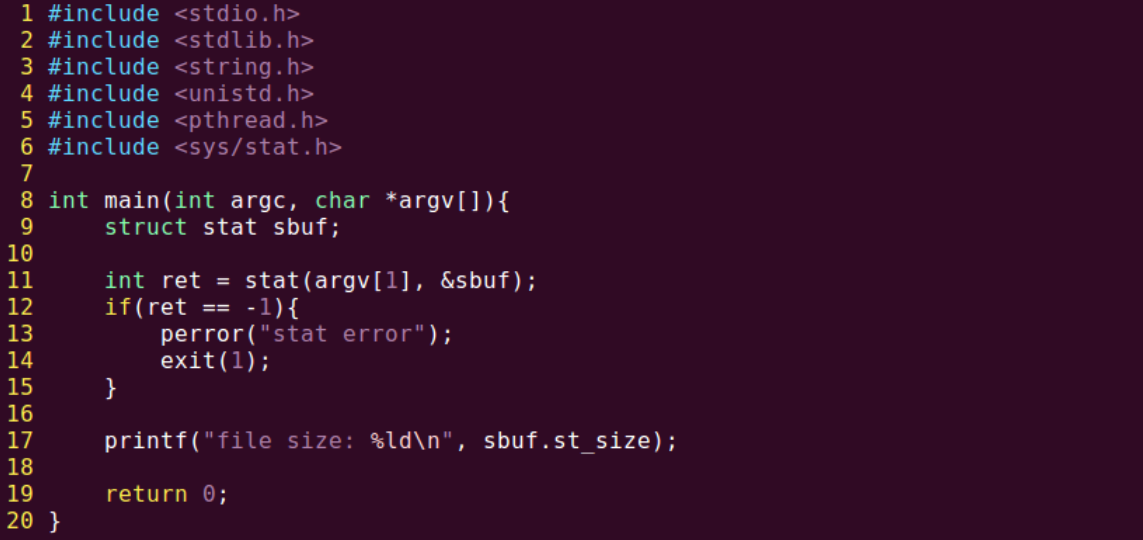 1 #include <stdio.h>
2 #include <stdlib.h>
3 #include <string.h>
4 #include <unistd.h>
5 #include <pthread.h>
6 #include <sys/stat.h>
7
8 int main(int argc, char *argv[]){
9     struct stat sbuf;
10
11     int ret = stat(argv[1], &sbuf);
12     if(ret == -1){
13         perror("stat error");
14         exit(1);
15     }
16
17     printf("file size: %ld\n", sbuf.st_size);
18
19     return 0;
20 }